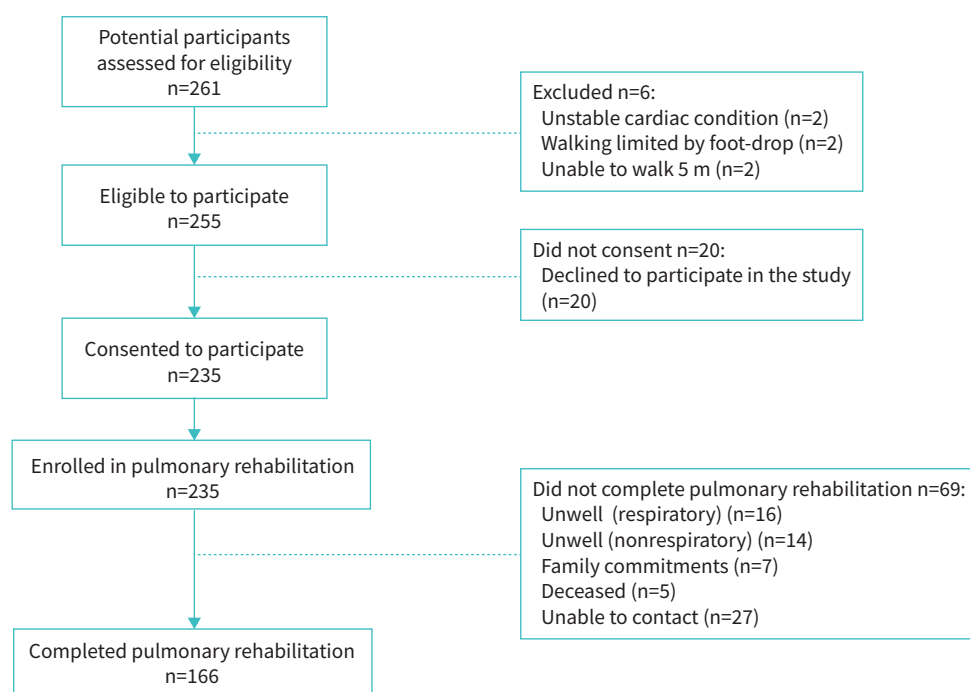 Potential participants
assessed for eligibility
n=261
Excluded n=6:
Unstable cardiac condition (n=2)
Walking limited by foot-drop (n=2)
Unable to walk 5 m (n=2)
Eligible to participate
n=255
Did not consent n=20:
Declined to participate in the study
(n=20)
Consented to participate
n=235
Enrolled in pulmonary rehabilitation
n=235
Did not complete pulmonary rehabilitation n=69:
Unwell (respiratory) (n=16)
Unwell (nonrespiratory) (n=14)
Family commitments (n=7)
Deceased (n=5)
Unable to contact (n=27)
Completed pulmonary rehabilitation
n=166